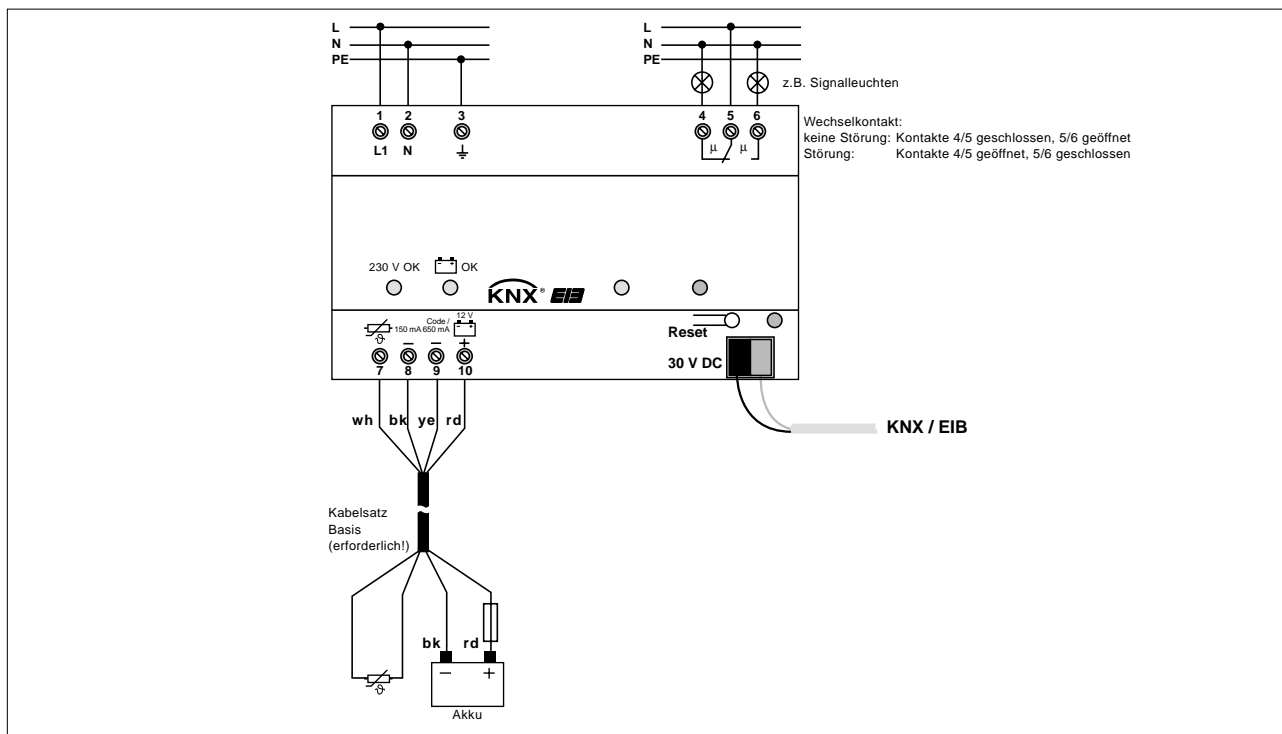 L
N
PE
L
N
PE
z.B. Signalleuchten
1 2 3
L1 N
4 5 6
µ µ
Wechselkontakt:
keine Störung: Kontakte 4/5 geschlossen, 5/6 geöffnet
Störung: Kontakte 4/5 geöffnet, 5/6 geschlossen
230 V OK
OK
KNX® EIB
12 V
Code /
150 mA 650 mA
ϑ
− − +
7 8 9 10
Reset
30 V DC
wh bk ye rd
KNX / EIB
Kabelsatz
Basis
(erforderlich!)
bk rd
− +
ϑ
Akku